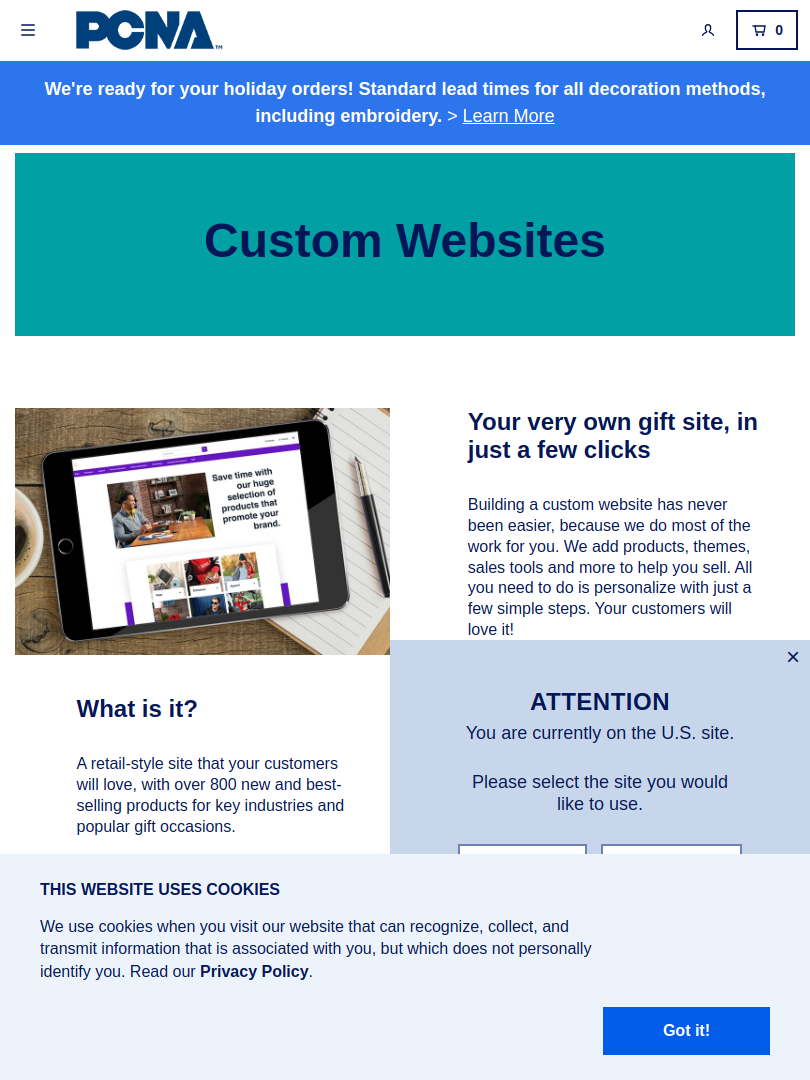 PCNA
TM
0
We're ready for your holiday orders! Standard lead times for all decoration methods,
including embroidery. > Learn More
Custom Websites
Save time with
our huge
selection of
products that
promote your
brand.
Your very own gift site, in
just a few clicks
Building a custom website has never
been easier, because we do most of the
work for you. We add products, themes,
sales tools and more to help you sell. All
you need to do is personalize with just a
few simple steps. Your customers will
love it!
What is it?
A retail-style site that your customers
will love, with over 800 new and best-
selling products for key industries and
popular gift occasions.
×
ATTENTION
You are currently on the U.S. site.
Please select the site you would
like to use.
THIS WEBSITE USES COOKIES
We use cookies when you visit our website that can recognize, collect, and
transmit information that is associated with you, but which does not personally
identify you. Read our Privacy Policy.
Got it!